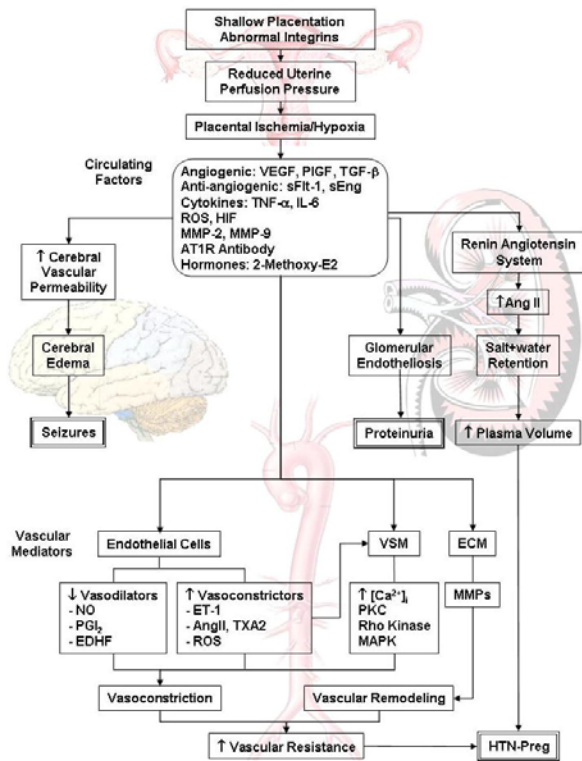 Shallow Placentation
Abnormal Integrins
Reduced Uterine
Perfusion Pressure
Placental Ischemia/Hypoxia
Circulating
Factors
Angiogenic: VEGF, PlGF, TGF-β
Anti-angiogenic: sFlt-1, sEng
Cytokines: TNF-α, IL-6
ROS, HIF
MMP-2, MMP-9
AT1R Antibody
Hormones: 2-Methoxy-E2
↑ Cerebral
Vascular
Permeability
Cerebral
Edema
Seizures
Glomerular
Endotheliosis
Proteinuria
Renin Angiotensin
System
↑Ang II
Salt+water
Retention
↑ Plasma Volume
Vascular
Mediators
Endothelial Cells
VSM
ECM
↓ Vasodilators
- NO
- PGI₂
- EDHF
↑ Vasoconstrictors
- ET-1
- AngII, TXA2
- ROS
↑ [Ca²⁺]ᵢ
PKC
Rho Kinase
MAPK
MMPs
Vasoconstriction
Vascular Remodeling
↑ Vascular Resistance
HTN-Preg